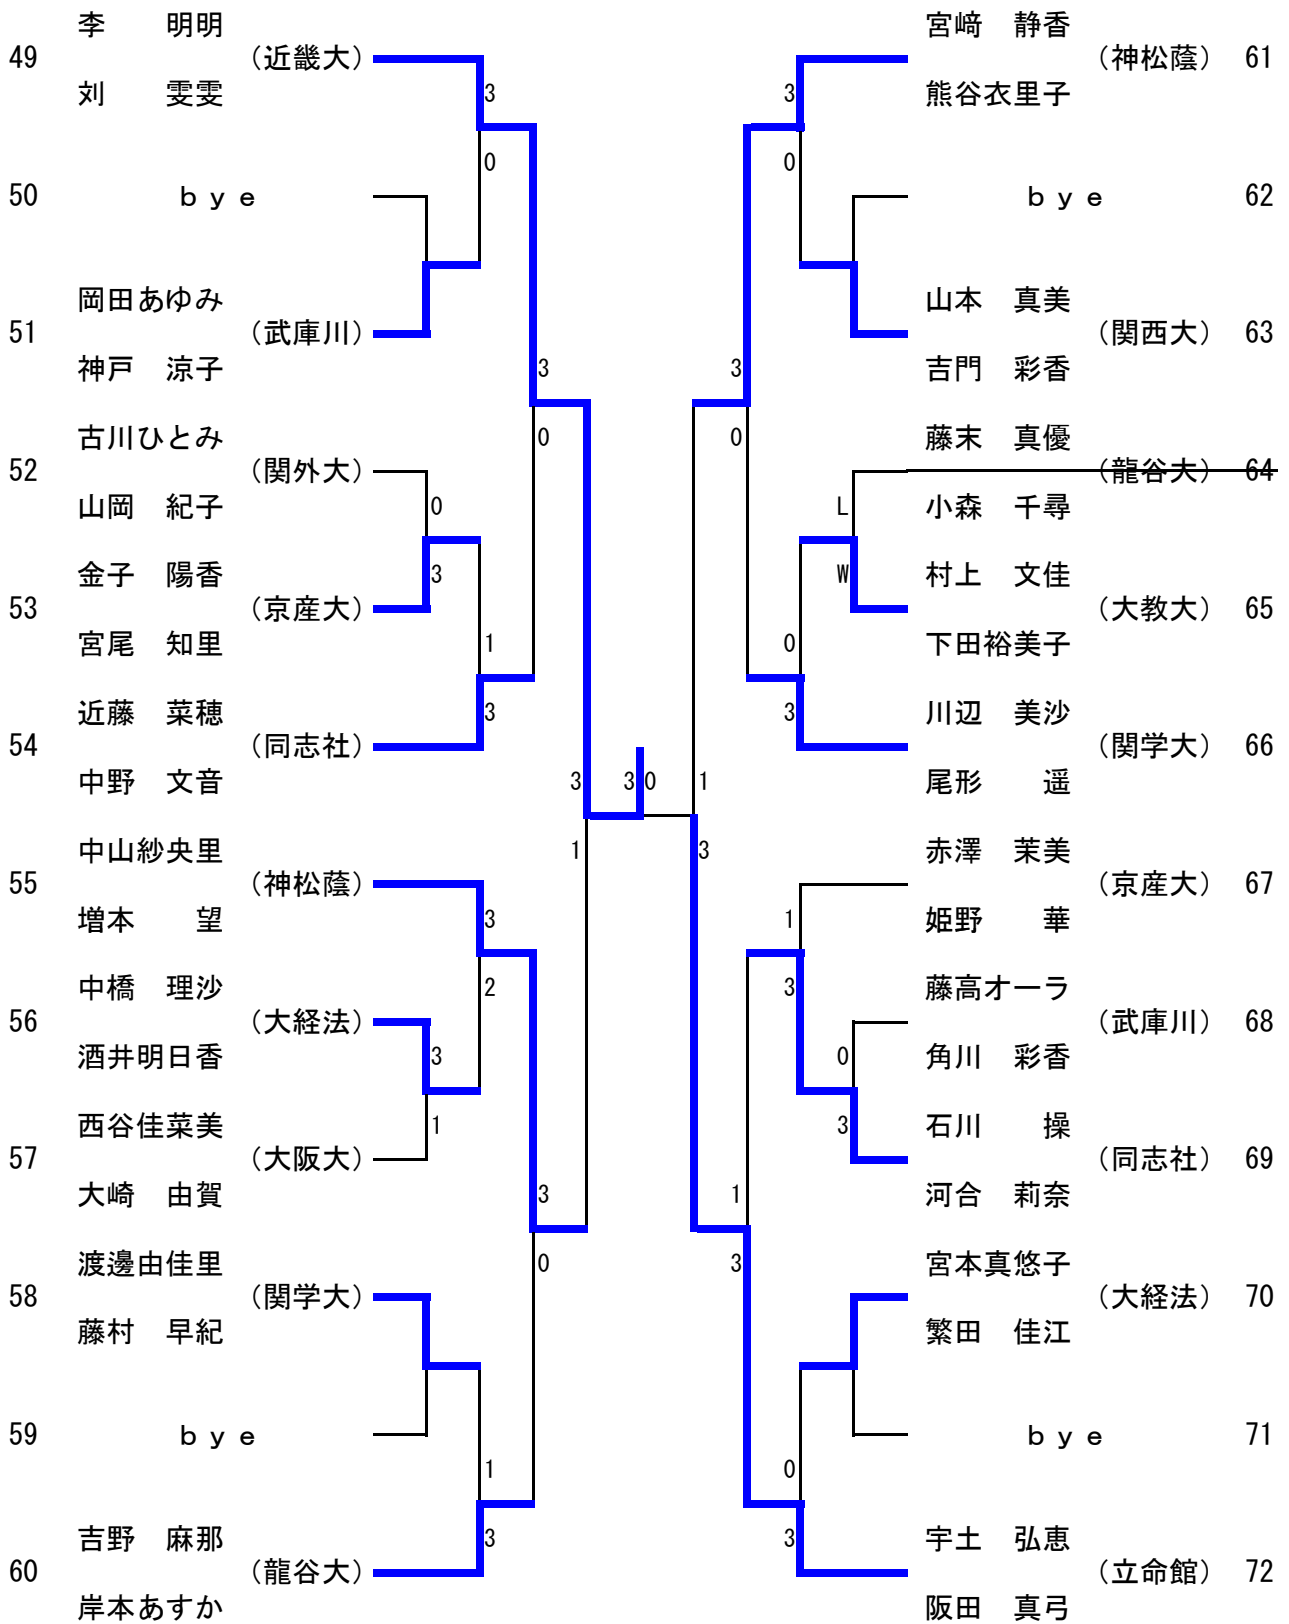 李　　明明
49 （近畿大）
刘　　雯雯
3
0
50 ｂｙｅ
岡田あゆみ
51 （武庫川）
神戸　涼子
3
0
古川ひとみ
52 （関外大）
山岡　紀子
0
金子　陽香
3
53 （京産大）
宮尾　知里
1
近藤　菜穂
3
54 （同志社）
中野　文音
3
1
中山紗央里
55 （神松蔭）
増本　　望
3
中橋　理沙
2
56 （大経法）
酒井明日香
3
西谷佳菜美
1
57 （大阪大）
大崎　由賀
3
0
渡邊由佳里
58 （関学大）
藤村　早紀
59 ｂｙｅ
1
吉野　麻那
3
60 （龍谷大）
岸本あすか
3 0
宮﨑　静香
（神松蔭） 61
3
熊谷衣里子
0
ｂｙｅ 62
山本　真美
（関西大） 63
3
吉門　彩香
0
藤末　真優
（龍谷大） 64
L
小森　千尋
W
村上　文佳
（大教大） 65
0
下田裕美子
3
川辺　美沙
（関学大） 66
1
尾形　　遥
3
赤澤　茉美
（京産大） 67
1
姫野　　華
3
藤高オーラ
（武庫川） 68
0
角川　彩香
3
石川　　操
（同志社） 69
1
河合　莉奈
3
宮本真悠子
（大経法） 70
繁田　佳江
ｂｙｅ 71
0
3
宇土　弘恵
（立命館） 72
阪田　真弓